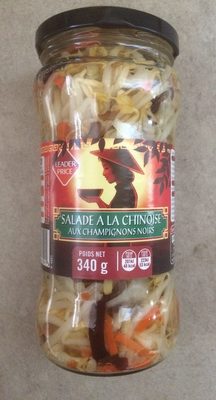 LEADER
PRICE
SALADE A LA CHINOISE
AUX CHAMPIGNONS NOIRS
POIDS NET
340 g